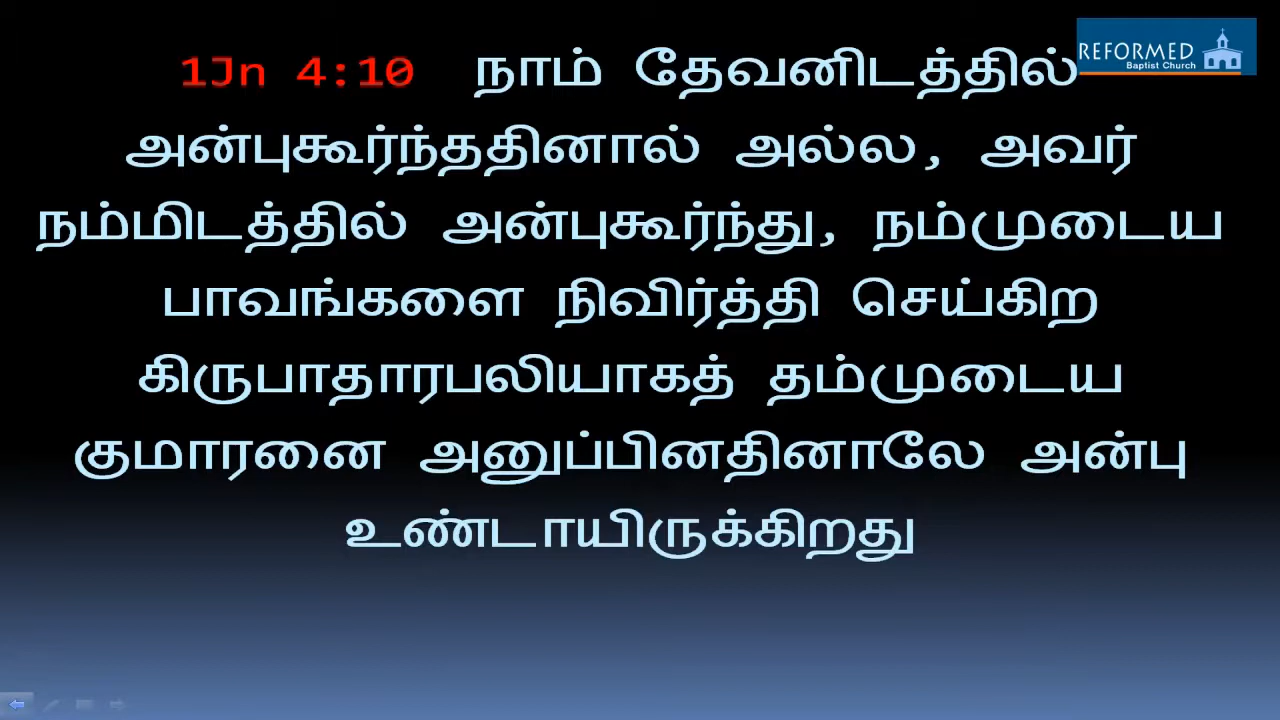 1Jn 4:10 நாம் தேவனிடத்தில்
REFORMED
Baptist Church
அன்புகூர்ந்ததினால் அல்ல, அவர்
நம்மிடத்தில் அன்புகூர்ந்து, நம்முடைய
பாவங்களை நிவிர்த்தி செய்கிற
கிருபாதாரபலியாகத் தம்முடைய
குமாரனை அனுப்பினதினாலே அன்பு
உண்டாயிருக்கிறது